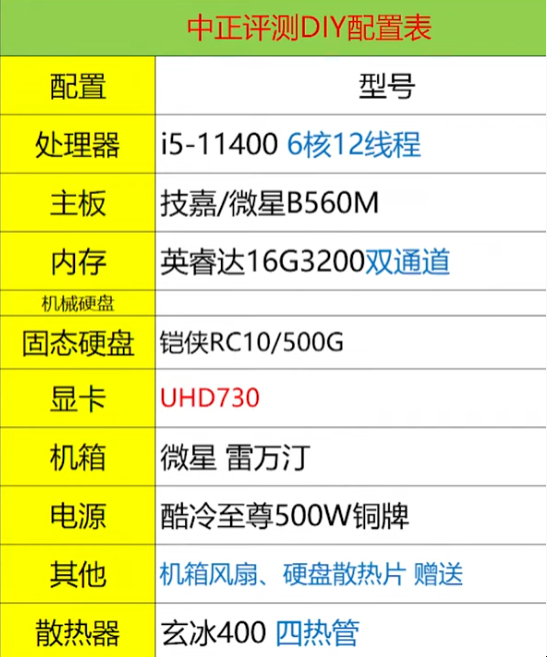 中正评测DIY配置表
配置 型号
处理器 i5-11400 6核12线程
主板 技嘉/微星B560M
内存 英睿达16G3200双通道
机械硬盘
固态硬盘 铠侠RC10/500G
显卡 UHD730
机箱 微星 雷万汀
电源 酷冷至尊500W铜牌
其他 机箱风扇、硬盘散热片 赠送
散热器 玄冰400 四热管